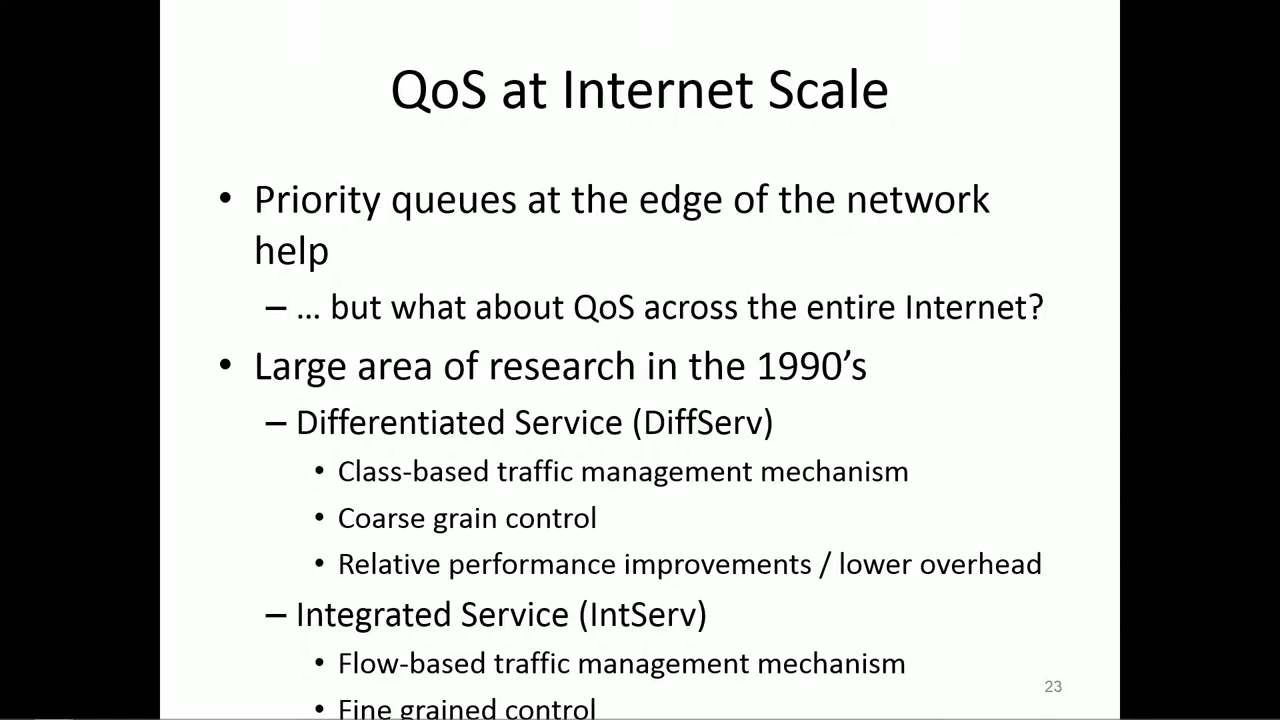 QoS at Internet Scale
• Priority queues at the edge of the network
help
– … but what about QoS across the entire Internet?
• Large area of research in the 1990’s
– Differentiated Service (DiffServ)
• Class-based traffic management mechanism
• Coarse grain control
• Relative performance improvements / lower overhead
– Integrated Service (IntServ)
• Flow-based traffic management mechanism
• Fine grained control
23